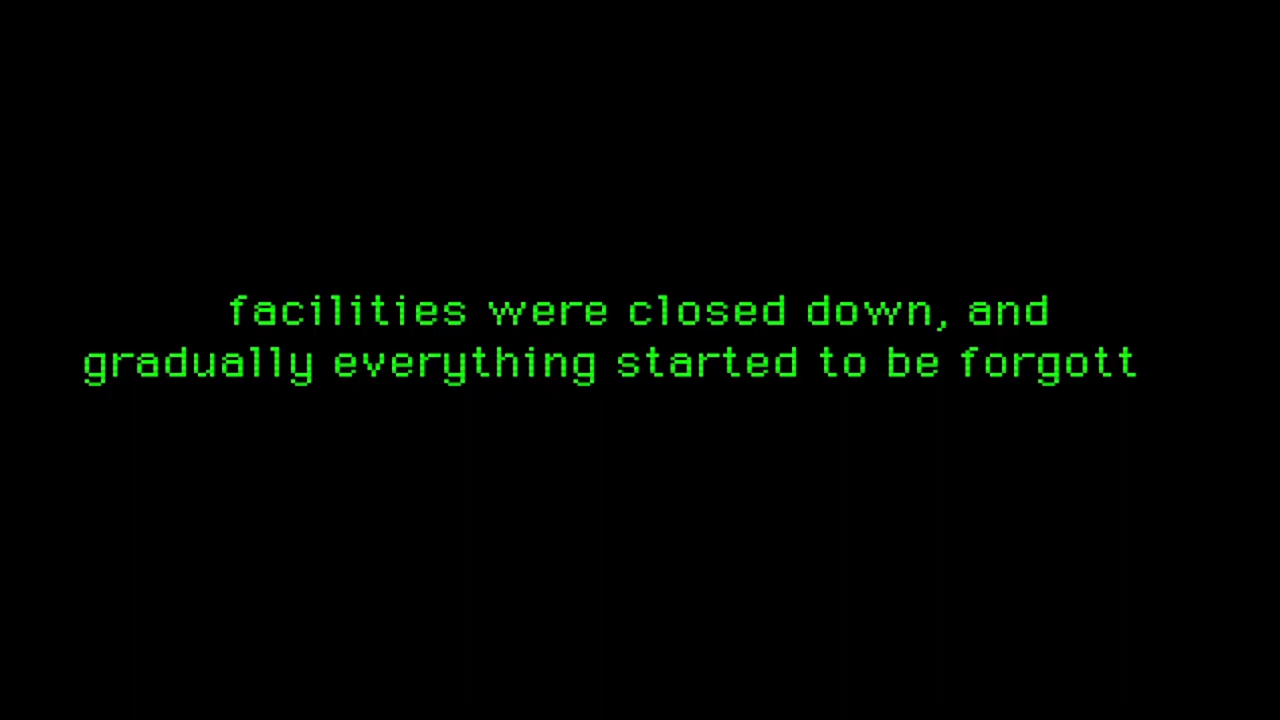 facilities were closed down, and
gradually everything started to be forgott